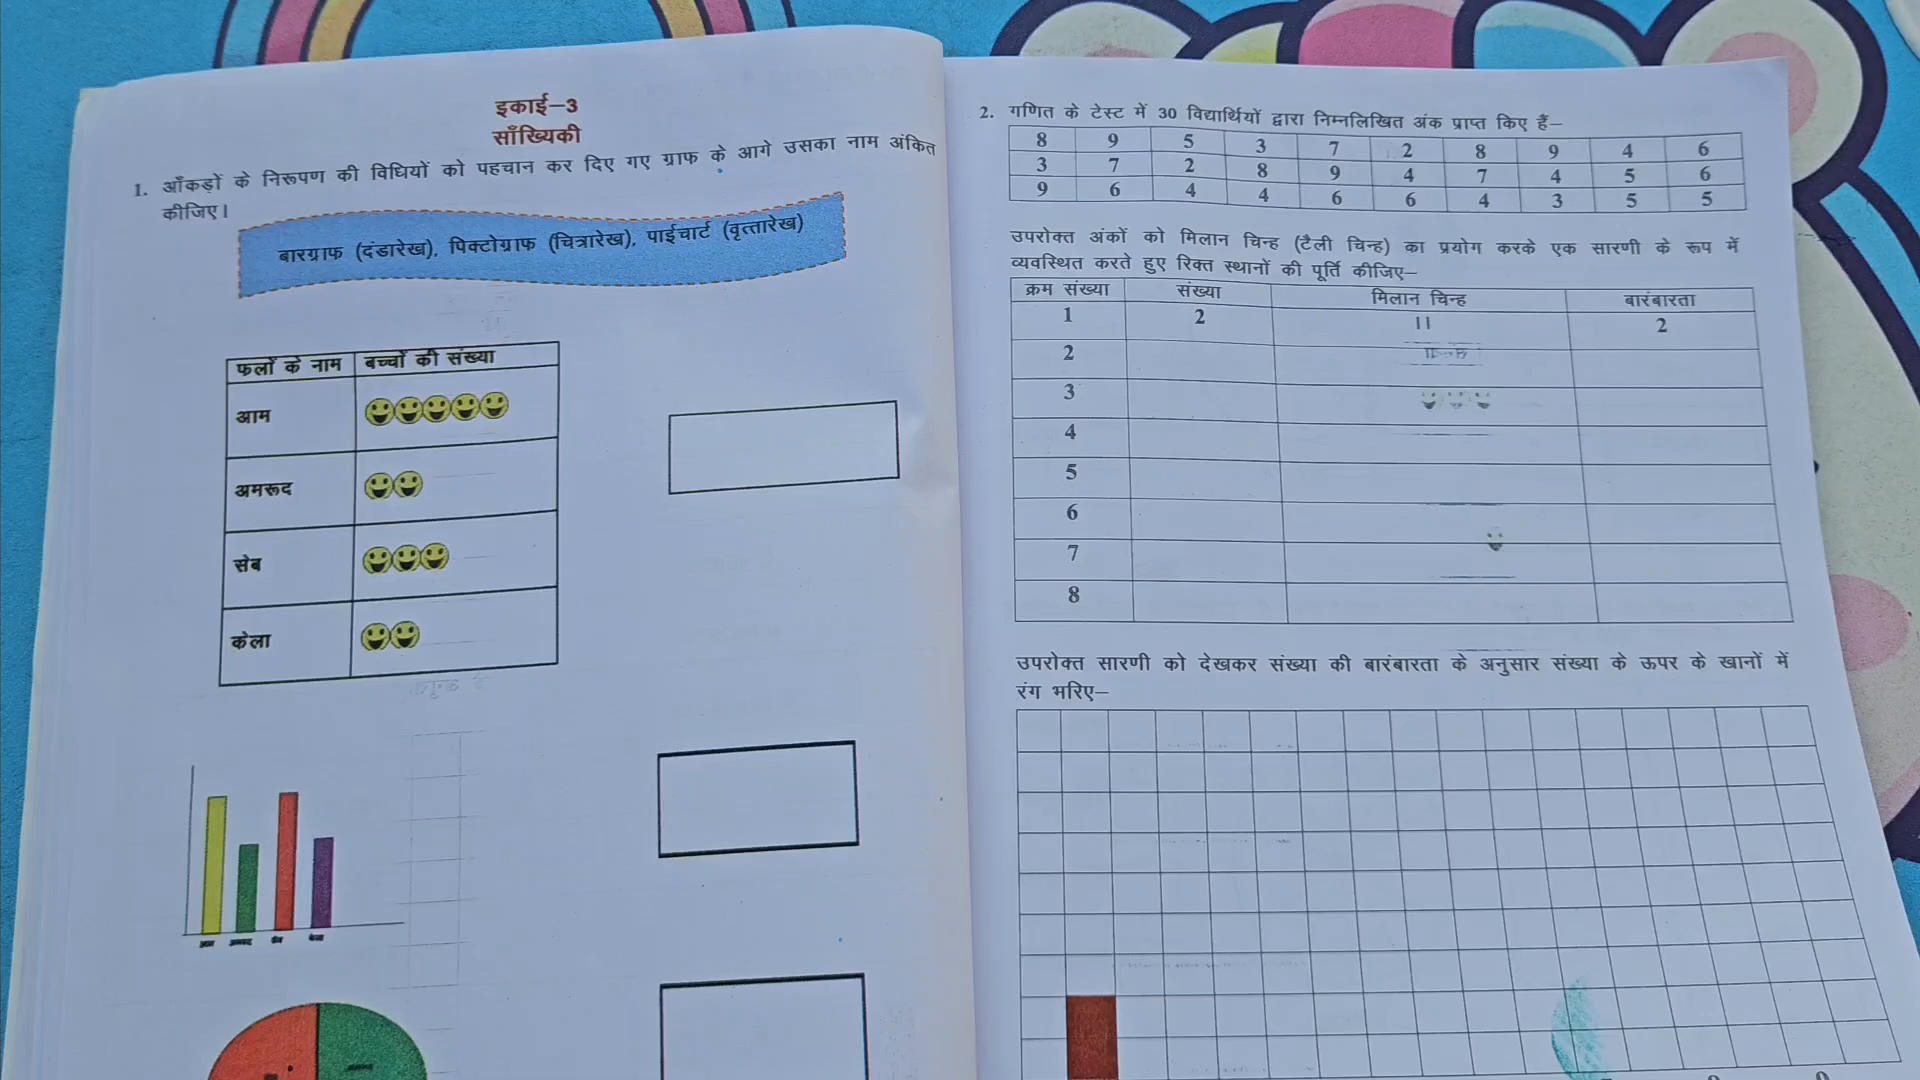 इकाई–3
साँख्यिकी
1. आँकड़ों के निरूपण की विधियों को पहचान कर दिए गए ग्राफ के आगे उसका नाम अंकित
कीजिए।
बारग्राफ (दंडारेख), पिक्टोग्राफ (चित्रारेख), पाईचार्ट (वृत्तारेख)
फलों के नाम बच्चों की संख्या
आम
अमरूद
सेब
केला
2. गणित के टेस्ट में 30 विद्यार्थियों द्वारा निम्नलिखित अंक प्राप्त किए हैं–
8 9 5 3 7 2 8 9 4 6
3 7 2 8 9 4 7 4 5 6
9 6 4 4 6 6 4 3 5 5
उपरोक्त अंकों को मिलान चिन्ह (टैली चिन्ह) का प्रयोग करके एक सारणी के रूप में
व्यवस्थित करते हुए रिक्त स्थानों की पूर्ति कीजिए–
क्रम संख्या संख्या मिलान चिन्ह बारंबारता
1 2 || 2
2
3
4
5
6
7
8
उपरोक्त सारणी को देखकर संख्या की बारंबारता के अनुसार संख्या के ऊपर के खानों में
रंग भरिए–